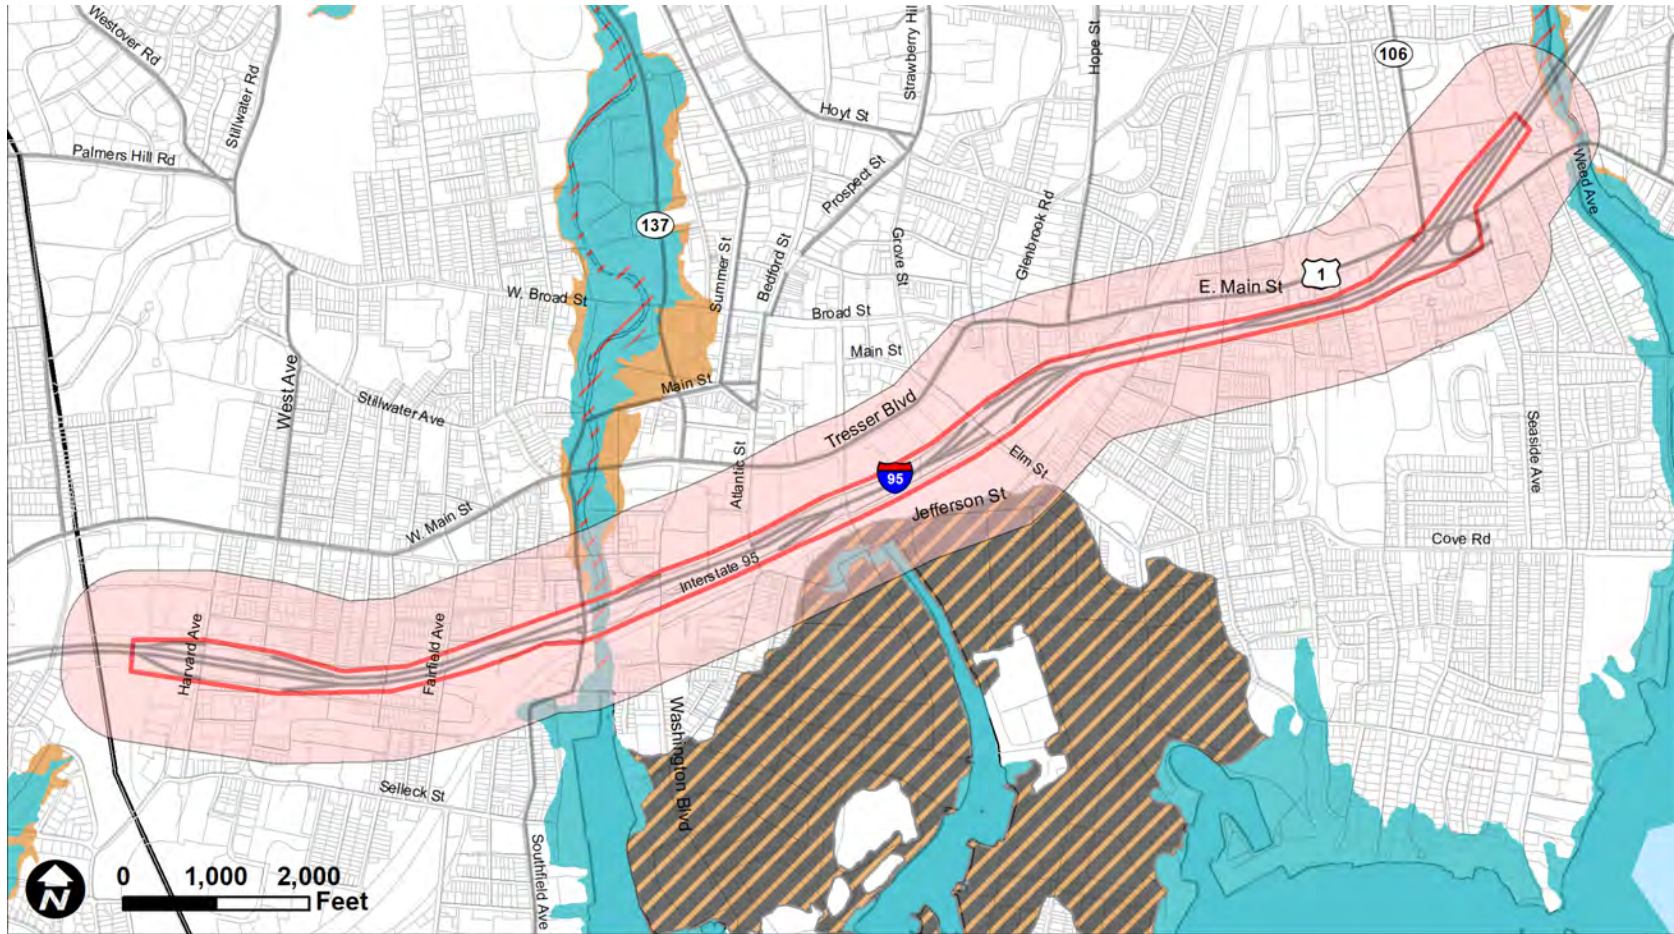 Westover Rd
Stillwater Rd
Palmers Hill Rd
137
Hoyt St
Strawberry Hill
Hope St
106
Prospect St
Weed Ave
Summer St
Bedford St
Grove St
Glenbrook Rd
W. Broad St
Broad St
E. Main St
1
Main St
Main St
West Ave
Stillwater Ave
Tresser Blvd
Atlantic St
Elm St
Seaside Ave
95
Jefferson St
W. Main St
Cove Rd
Interstate 95
Harvard Ave
Fairfield Ave
Washington Blvd
Selleck St
Southfield Ave
N
0 1,000 2,000
Feet